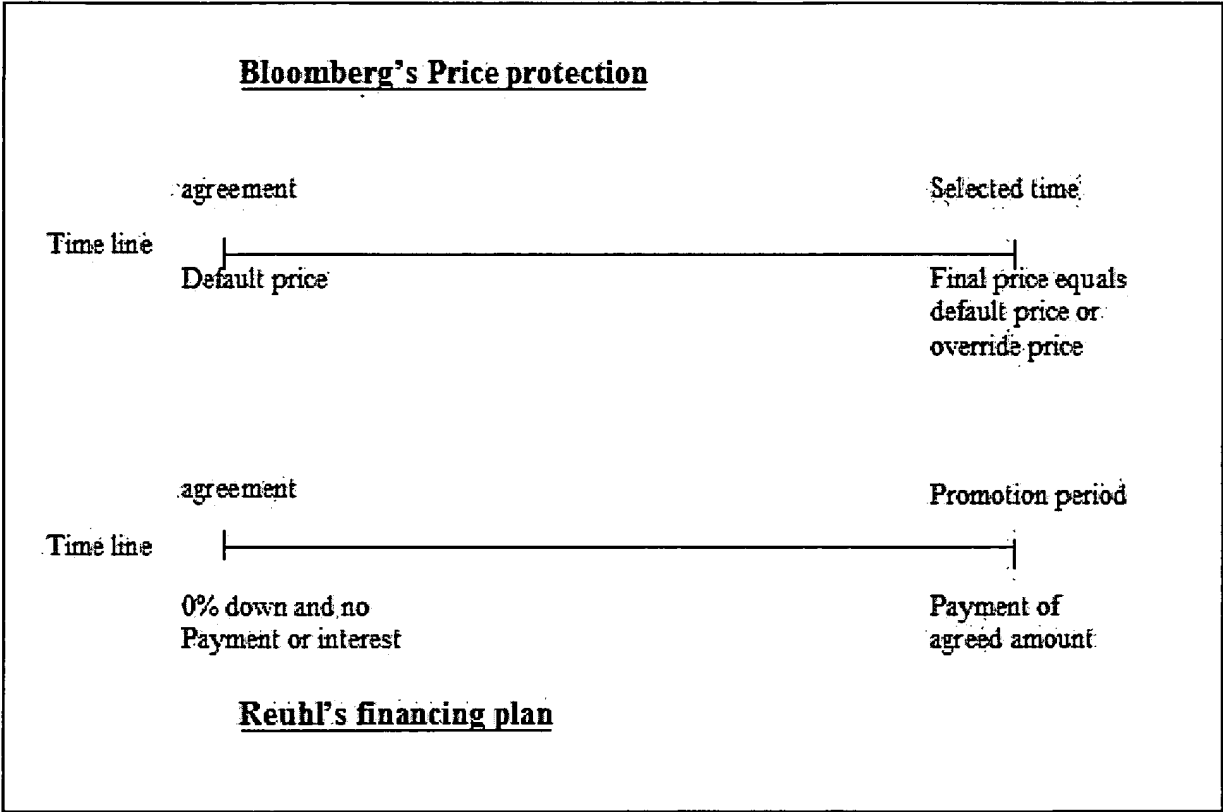 Bloomberg's Price protection
agreement Selected time
Time line
Default price Final price equals
default price or
override price
agreement Promotion period
Time line
0% down and no Payment of
Payment or interest agreed amount
Reuhl's financing plan